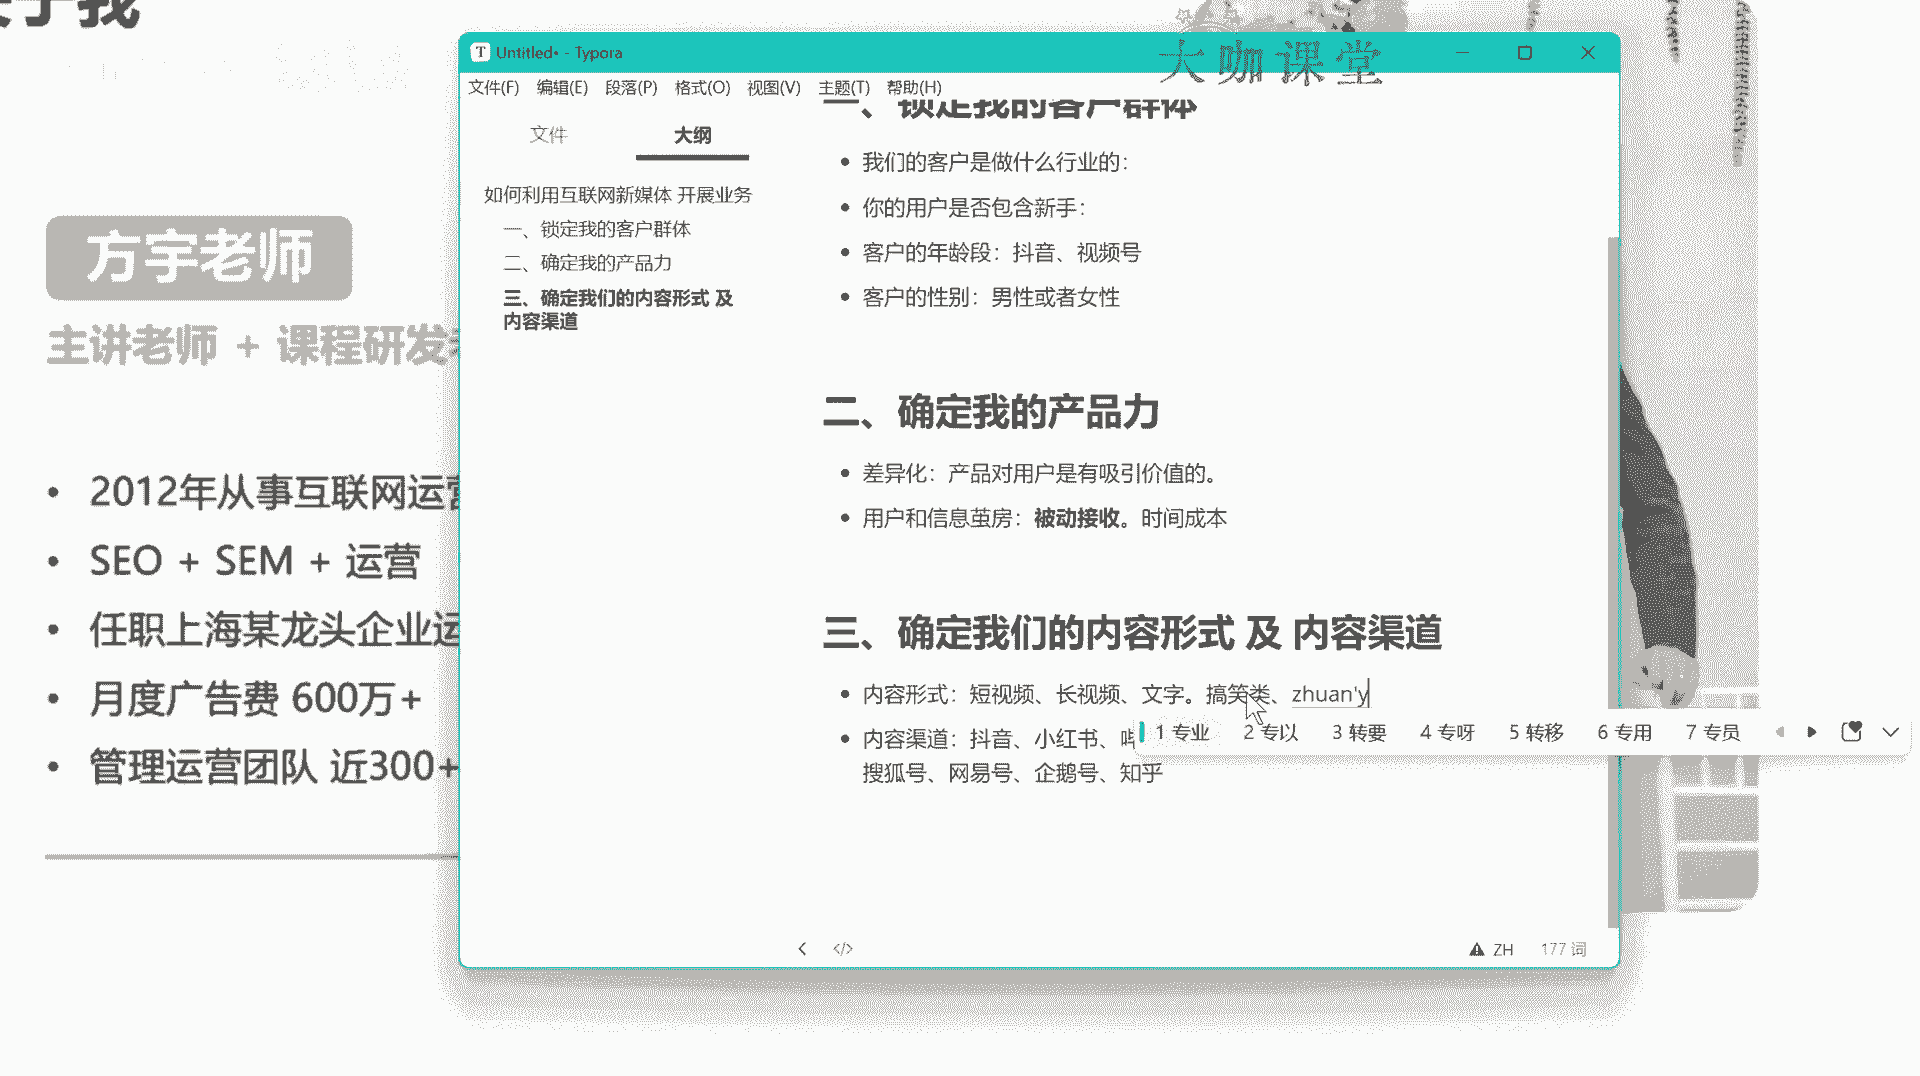 于我
方宇老师
主讲老师 + 课程研发
2012年从事互联网运营
SEO + SEM + 运营
任职上海某龙头企业运
月度广告费 600万+
管理运营团队 近300+
Untitled• - Typora
大咖课堂
文件(F) 编辑(E) 段落(P) 格式(O) 视图(V) 主题(T) 帮助(H)
文件 大纲
如何利用互联网新媒体 开展业务
一、锁定我的客户群体
二、确定我的产品力
三、确定我们的内容形式 及
内容渠道
一、锁定我的客户群体
我们的客户是做什么行业的：
你的用户是否包含新手：
客户的年龄段：抖音、视频号
客户的性别：男性或者女性
二、确定我的产品力
差异化：产品对用户是有吸引价值的。
用户和信息茧房：被动接收。时间成本
三、确定我们的内容形式 及 内容渠道
内容形式：短视频、长视频、文字。搞笑类、zhuan'y
1 专业 2 专以 3 转要 4 专呀 5 转移 6 专用 7 专员
内容渠道：抖音、小红书、
搜狐号、网易号、企鹅号、知乎
ZH 177 词